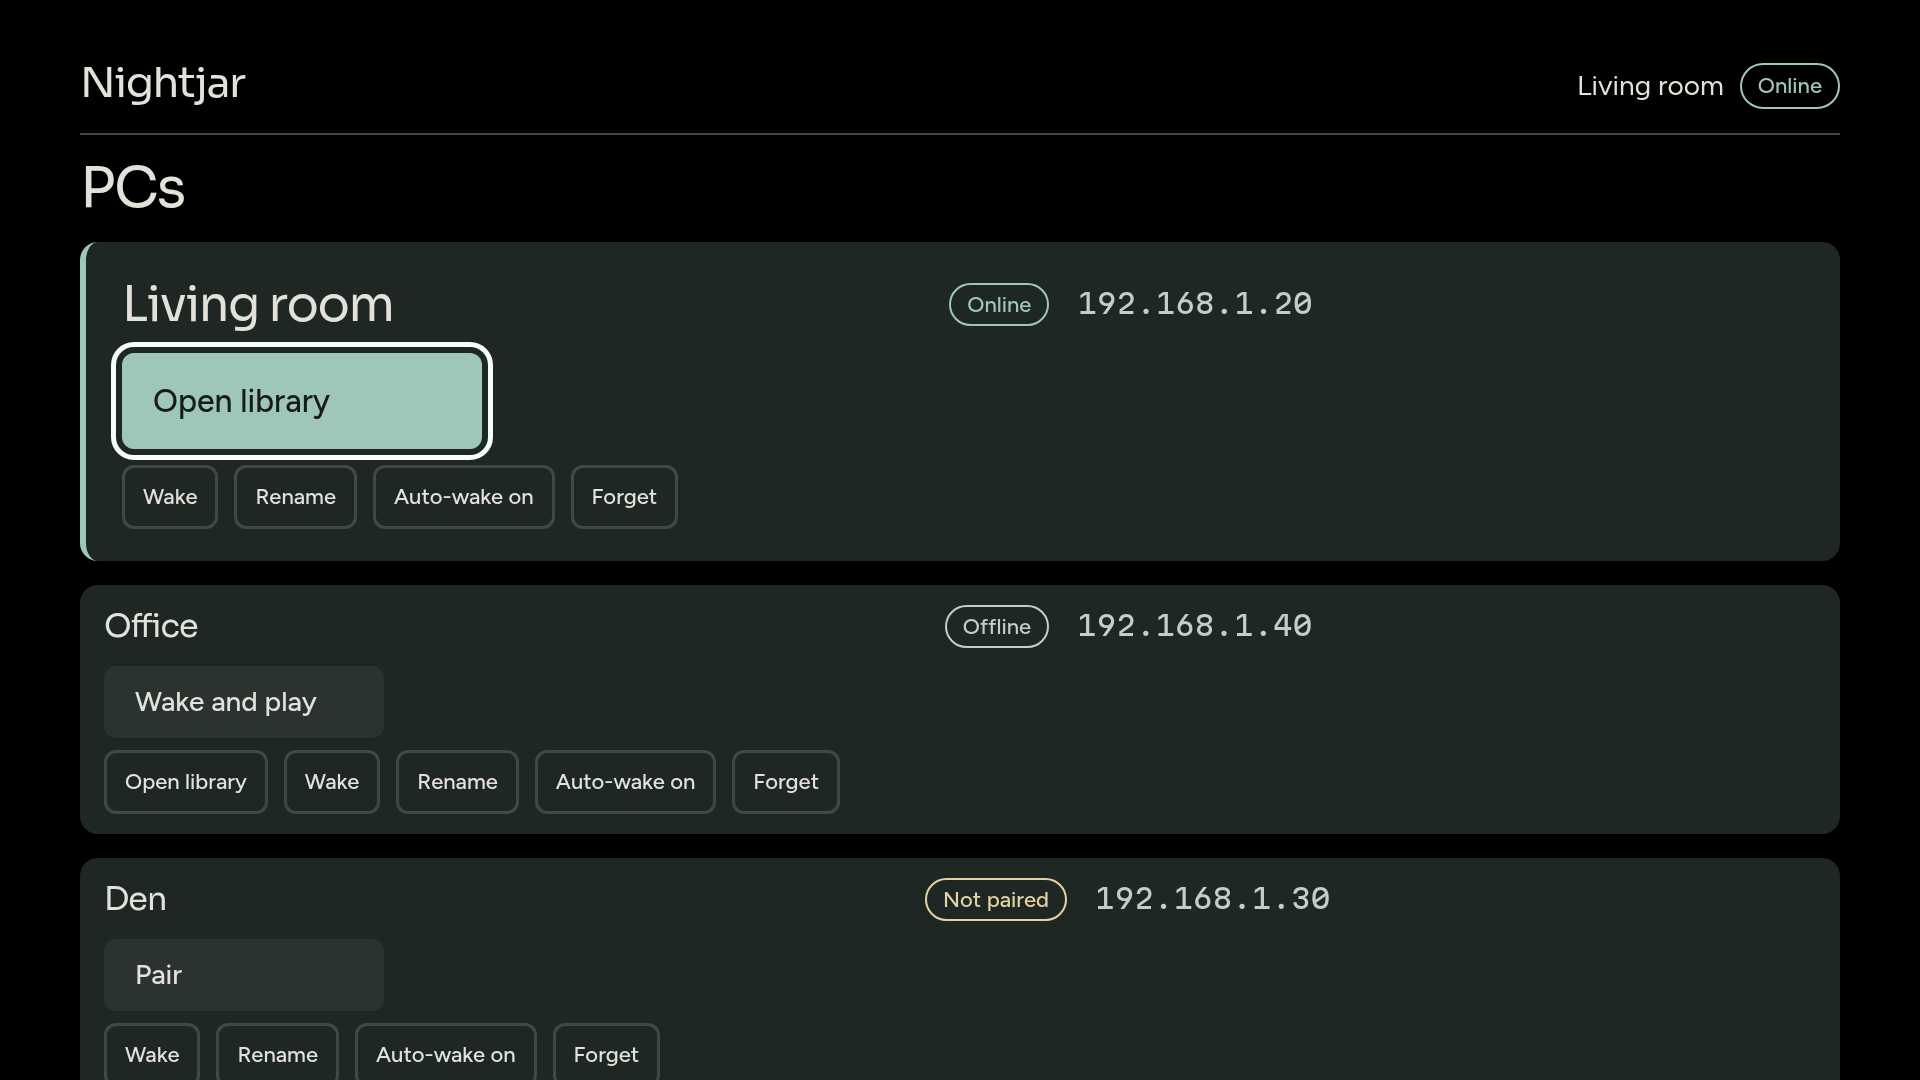 Nightjar
Living room Online
PCs
Living room Online 192.168.1.20
Open library
Wake Rename Auto-wake on Forget
Office Offline 192.168.1.40
Wake and play
Open library Wake Rename Auto-wake on Forget
Den Not paired 192.168.1.30
Pair
Wake Rename Auto-wake on Forget